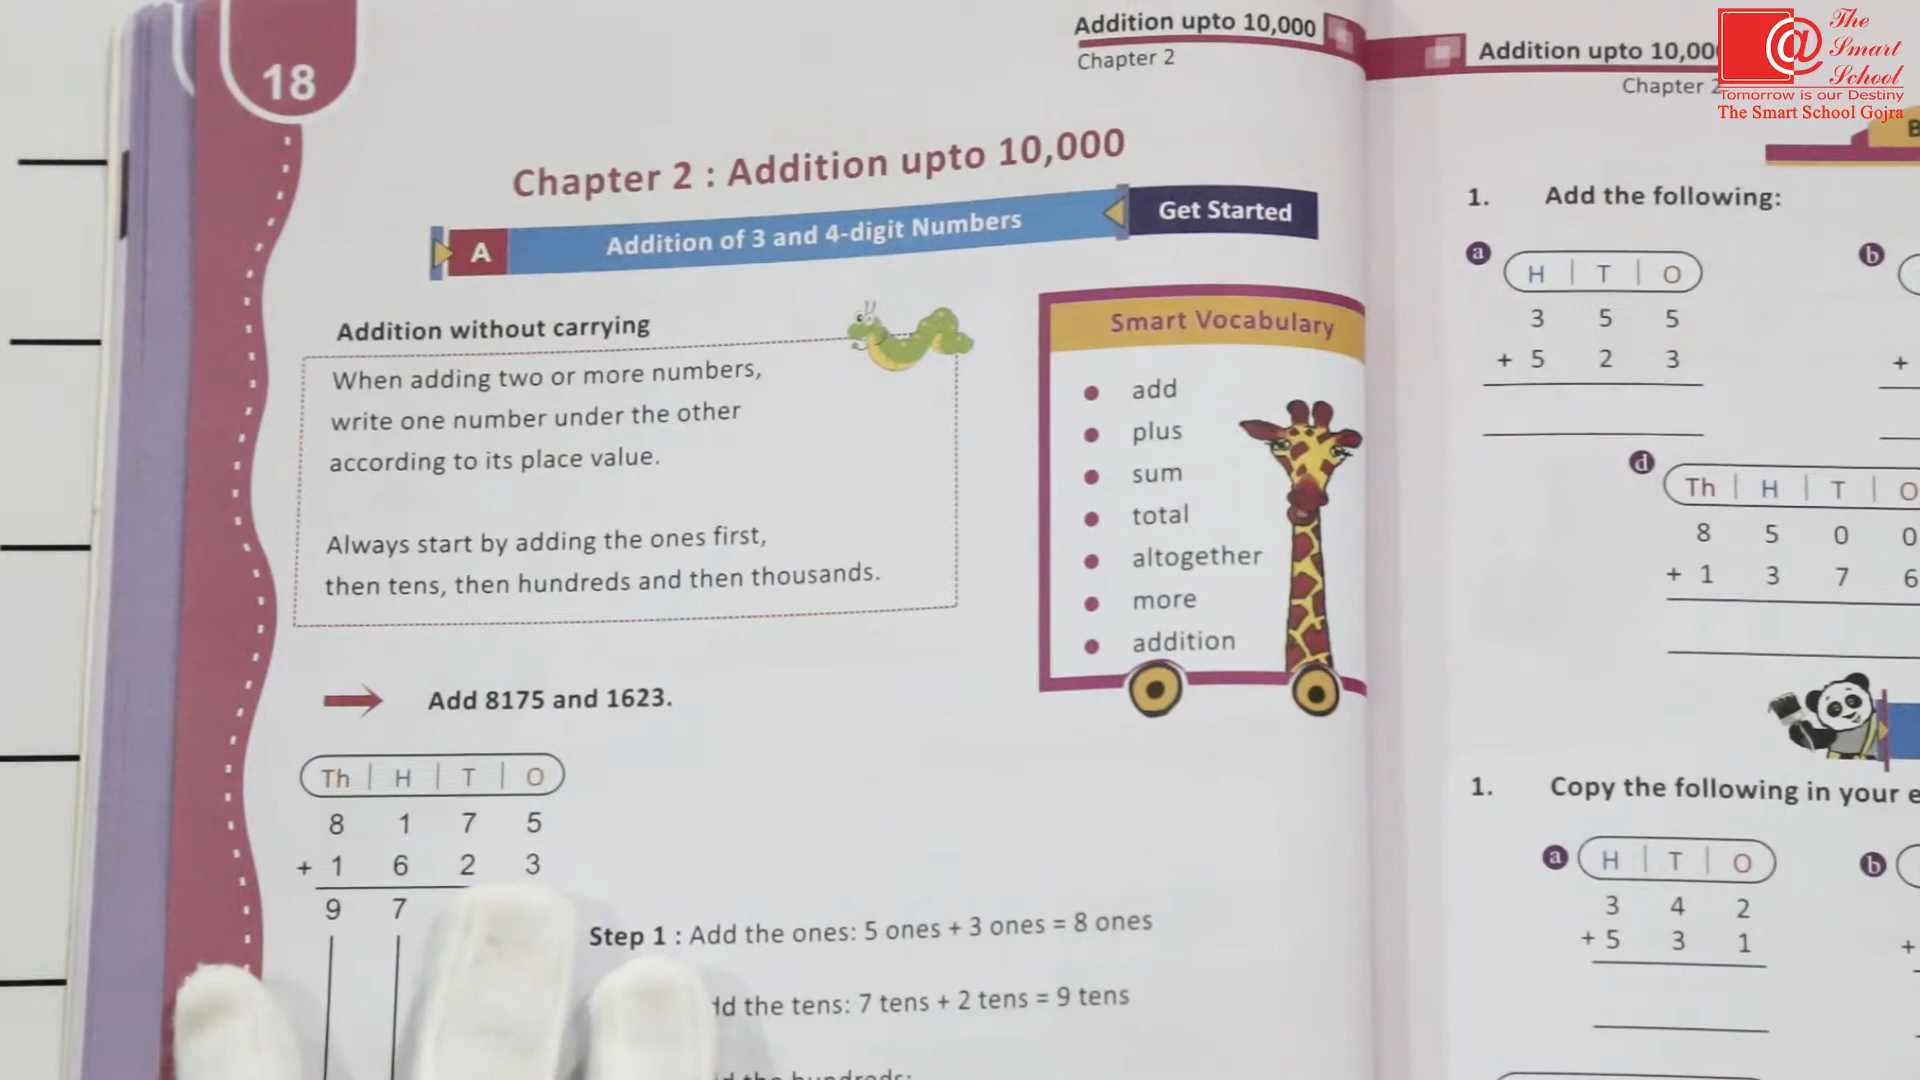 18
Addition upto 10,000
Chapter 2
Chapter 2 : Addition upto 10,000
A
Addition of 3 and 4-digit Numbers
Get Started
Addition without carrying
When adding two or more numbers,
write one number under the other
according to its place value.
Always start by adding the ones first,
then tens, then hundreds and then thousands.
Smart Vocabulary
add
plus
sum
total
altogether
more
addition
Add 8175 and 1623.
Th | H | T | O
8 1 7 5
+ 1 6 2 3
9 7
Step 1 : Add the ones: 5 ones + 3 ones = 8 ones
the tens: 7 tens + 2 tens = 9 tens
Addition upto
Chapter
The
Smart
School
Tomorrow is our Destiny
The Smart School Gojra
1. Add the following:
a
H | T | O
3 5 5
+ 5 2 3
b
+
d
Th | H | T | O
8 5 0 0
+ 1 3 7 6
1. Copy the following in your
a
H | T | O
3 4 2
+ 5 3 1
b
+